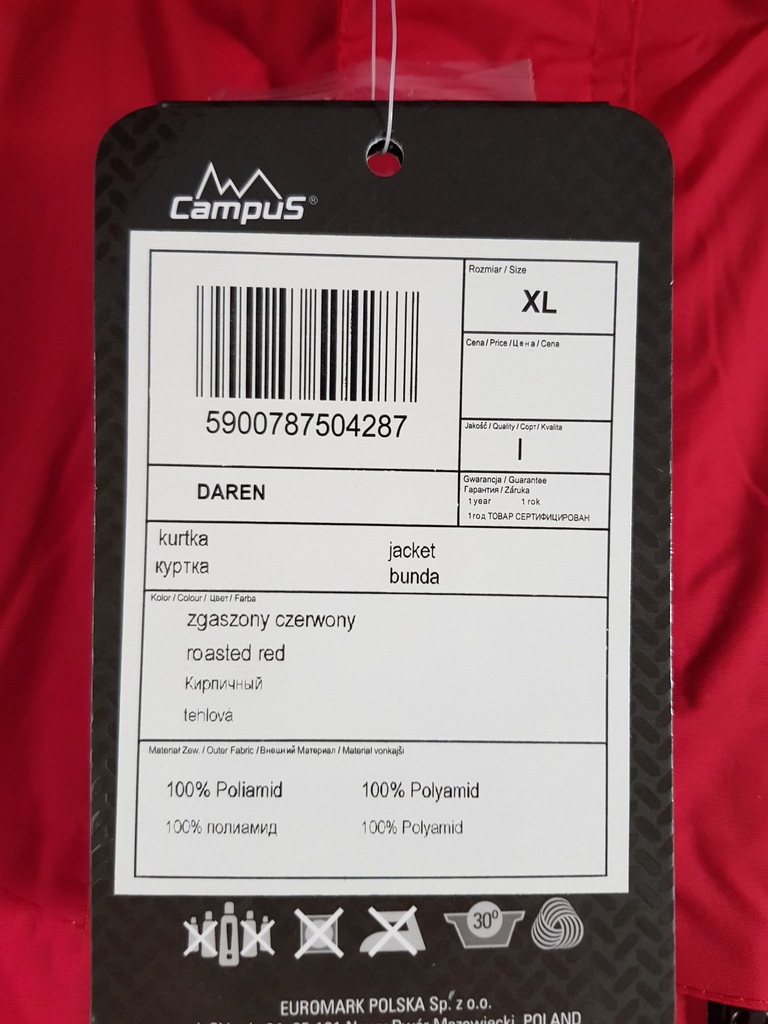 CampuS®
Rozmiar / Size
XL
Cena / Price / Цена / Cena
5900787504287
Jakość / Quality / Сорт / Kvalita
I
DAREN
Gwarancja / Guarantee
Гарантия / Záruka
1 year 1 rok
1 год ТОВАР СЕРТИФИЦИРОВАН
kurtka jacket
куртка bunda
Kolor / Colour / Цвет / Farba
zgaszony czerwony
roasted red
Кирпичный
tehlová
Materiał Zew. / Outer Fabric / Внешний Материал / Material vonkajší
100% Poliamid 100% Polyamid
100% полиамид 100% Polyamid
30°
EUROMARK POLSKA Sp. z o.o.
Mazowiecki, POLAND